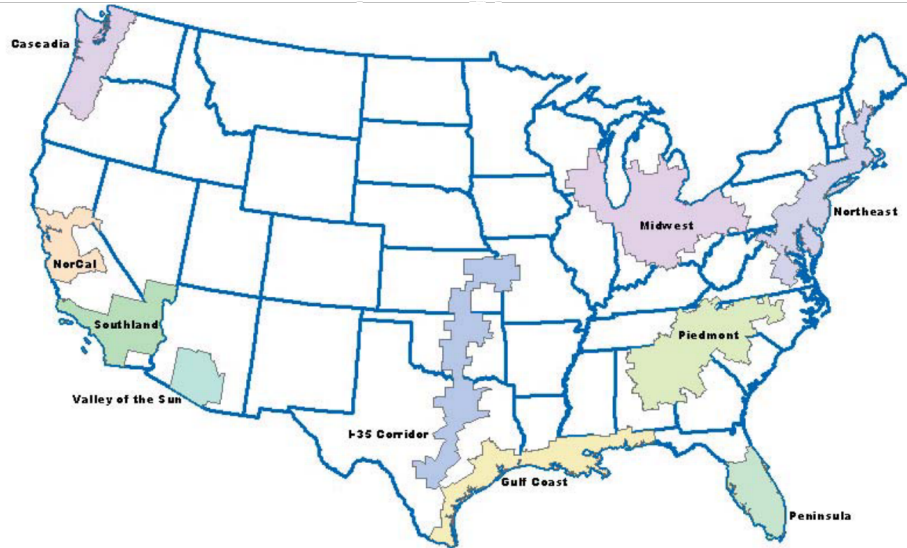 Cascadia
Northeast
Midwest
NorCal
Southland
Piedmont
Valley of the Sun
I-35 Corridor
Gulf Coast
Peninsula